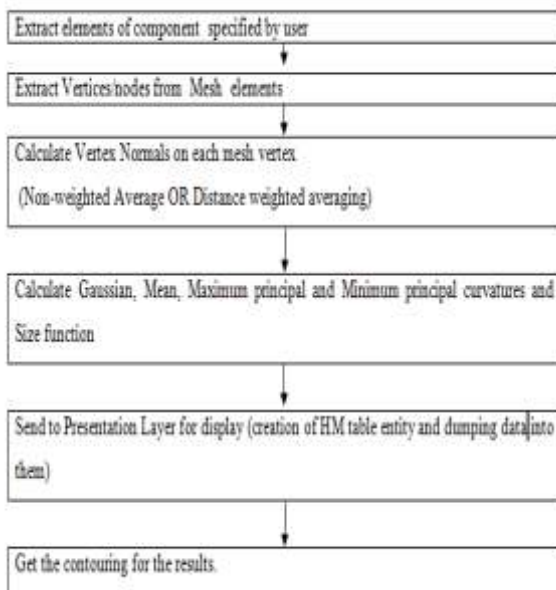 Extract elements of component specified by user
Extract Vertices/nodes from Mesh elements
Calculate Vertex Normals on each mesh vertex
(Non-weighted Average OR Distance weighted averaging)
Calculate Gaussian, Mean, Maximum principal and Minimum principal curvatures and
Size function
Send to Presentation Layer for display (creation of HM table entity and dumping data into
them)
Get the contouring for the results.